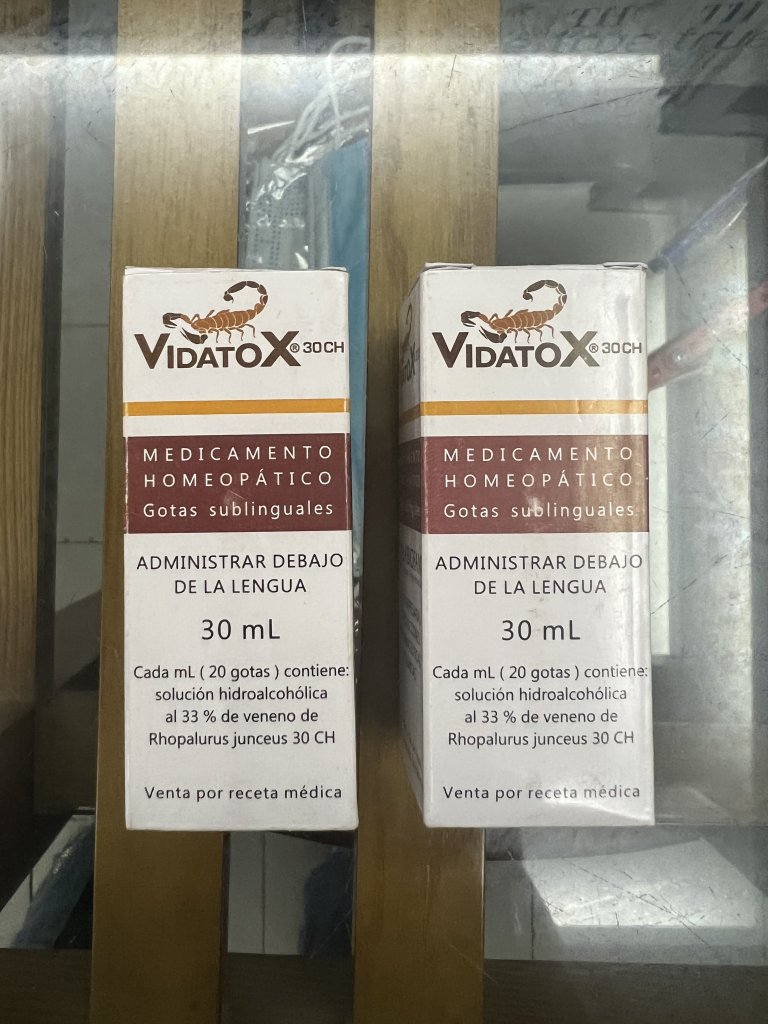 VIDATOX® 30CH
MEDICAMENTO
HOMEOPÁTICO
Gotas sublinguales
ADMINISTRAR DEBAJO
DE LA LENGUA
30 mL
Cada mL ( 20 gotas ) contiene:
solución hidroalcohólica
al 33 % de veneno de
Rhopalurus junceus 30 CH
Venta por receta médica
VIDATOX® 30CH
MEDICAMENTO
HOMEOPÁTICO
Gotas sublinguales
ADMINISTRAR DEBAJO
DE LA LENGUA
30 mL
Cada mL ( 20 gotas ) contiene:
solución hidroalcohólica
al 33 % de veneno de
Rhopalurus junceus 30 CH
Venta por receta médica